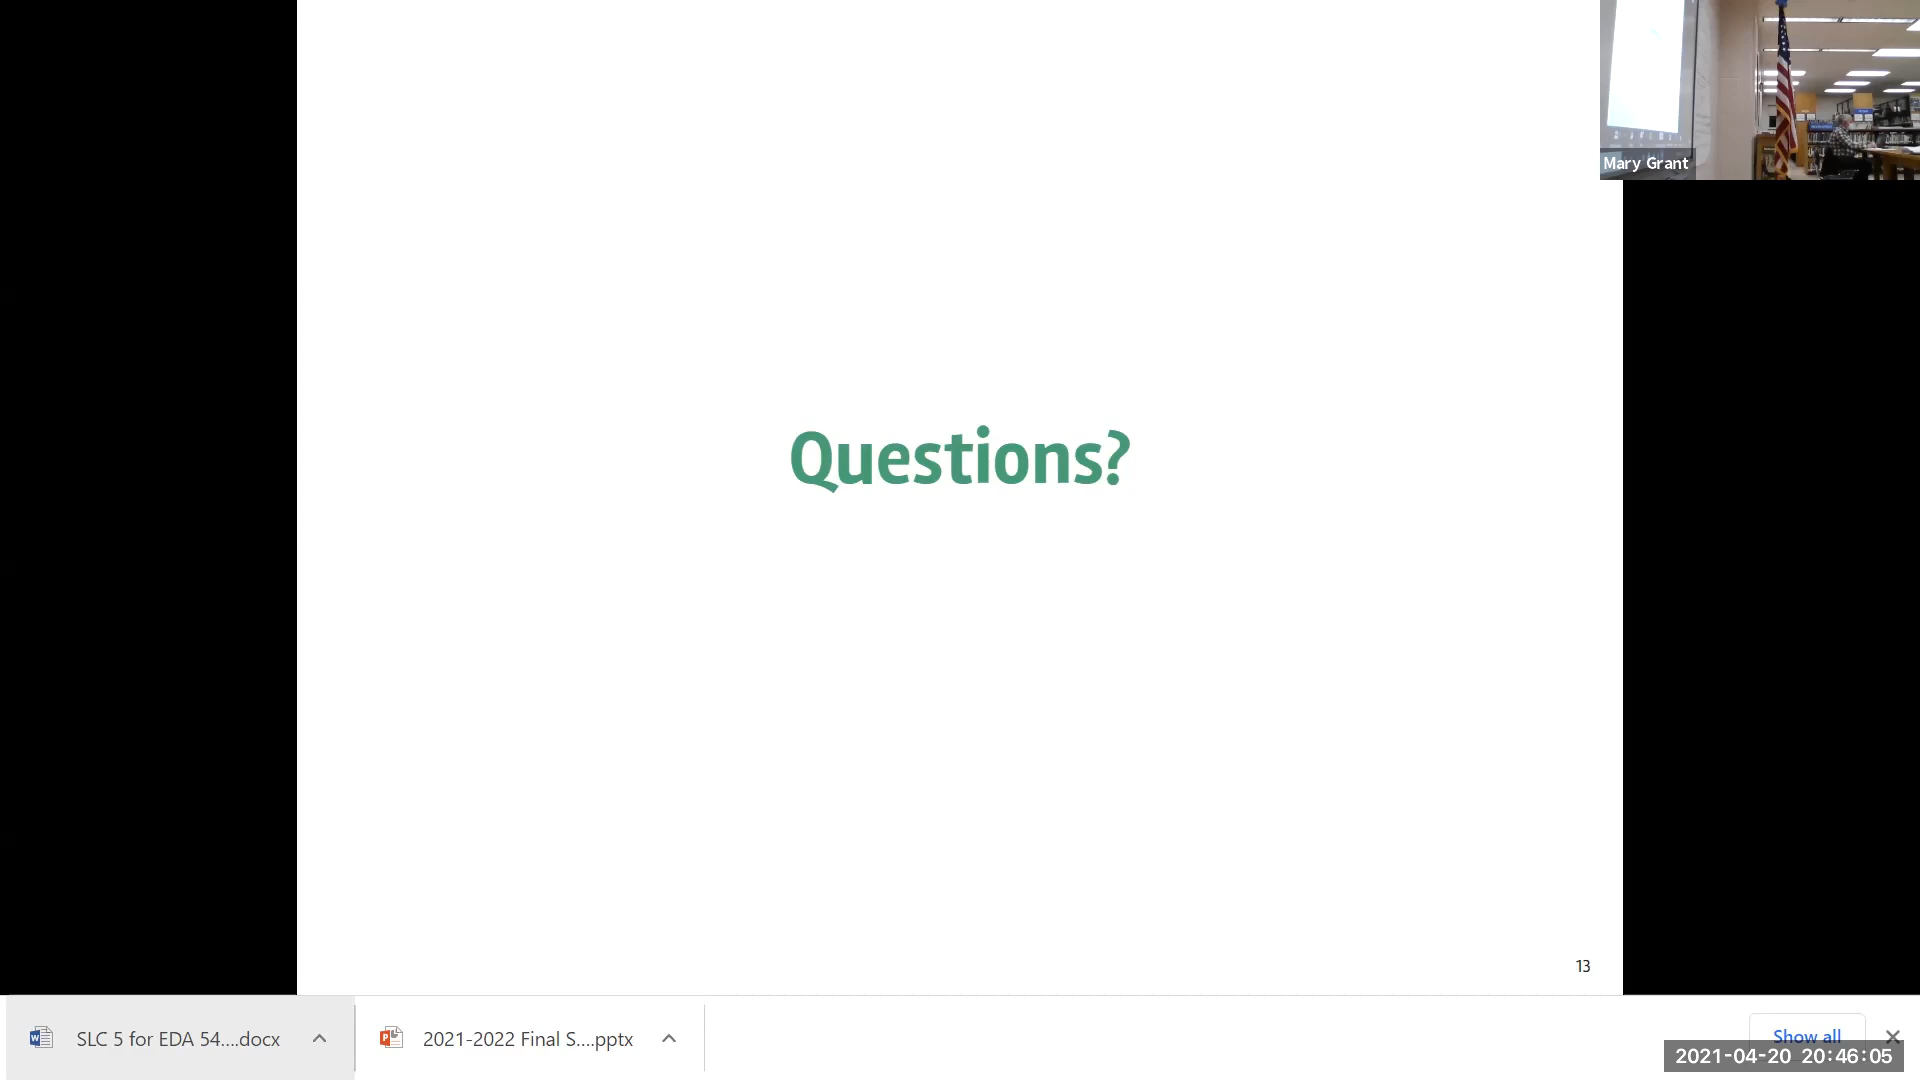 Mary Grant
Questions?
13
SLC 5 for EDA 54....docx
2021-2022 Final S....pptx
Show all
2021-04-20 20:46:05